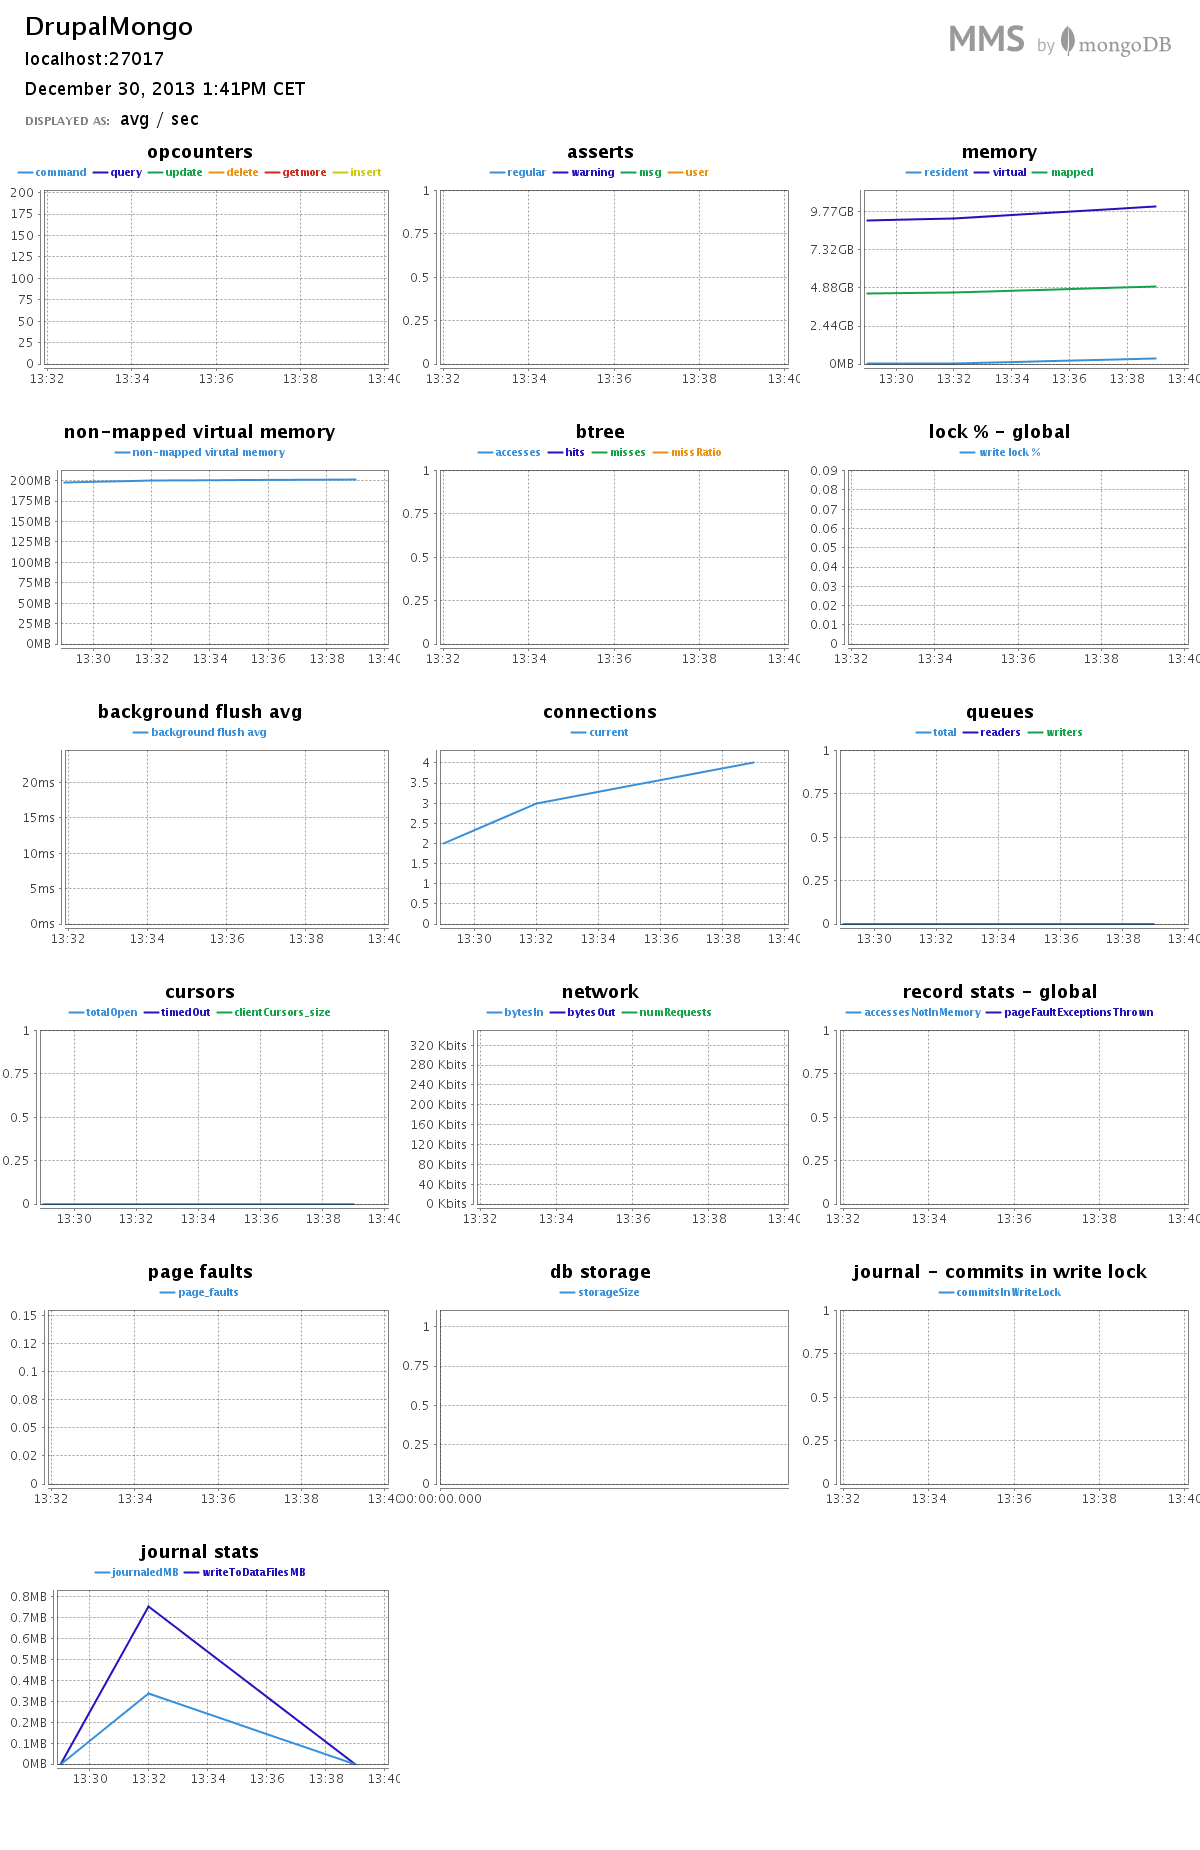 DrupalMongo
MMS by mongoDB
localhost:27017
December 30, 2013 1:41PM CET
DISPLAYED AS: avg / sec
opcounters
command query update delete getmore insert
200
175
150
125
100
75
50
25
0
13:32 13:34 13:36 13:38 13:40
asserts
regular warning msg user
1
0.75
0.5
0.25
0
13:32 13:34 13:36 13:38 13:40
memory
resident virtual mapped
9.77GB
7.32GB
4.88GB
2.44GB
0MB
13:30 13:32 13:34 13:36 13:38 13:40
non-mapped virtual memory
non-mapped virutal memory
200MB
175MB
150MB
125MB
100MB
75MB
50MB
25MB
0MB
13:30 13:32 13:34 13:36 13:38 13:40
btree
accesses hits misses missRatio
1
0.75
0.5
0.25
0
13:32 13:34 13:36 13:38 13:40
lock % - global
write lock %
0.09
0.08
0.07
0.06
0.05
0.04
0.03
0.02
0.01
0
13:32 13:34 13:36 13:38 13:40
background flush avg
background flush avg
20ms
15ms
10ms
5ms
0ms
13:32 13:34 13:36 13:38 13:40
connections
current
4
3.5
3
2.5
2
1.5
1
0.5
0
13:30 13:32 13:34 13:36 13:38 13:40
queues
total readers writers
1
0.75
0.5
0.25
0
13:30 13:32 13:34 13:36 13:38 13:40
cursors
totalOpen timedOut clientCursors_size
1
0.75
0.5
0.25
0
13:30 13:32 13:34 13:36 13:38 13:40
network
bytesIn bytesOut numRequests
320 Kbits
280 Kbits
240 Kbits
200 Kbits
160 Kbits
120 Kbits
80 Kbits
40 Kbits
0 Kbits
13:32 13:34 13:36 13:38 13:40
record stats - global
accessesNotInMemory pageFaultExceptionsThrown
1
0.75
0.5
0.25
0
13:32 13:34 13:36 13:38 13:40
page faults
page_faults
0.15
0.12
0.1
0.08
0.05
0.02
0
13:32 13:34 13:36 13:38 13:40
db storage
storageSize
1
0.75
0.5
0.25
0
00:00:00.000
journal - commits in write lock
commitsInWriteLock
1
0.75
0.5
0.25
0
13:32 13:34 13:36 13:38 13:40
journal stats
journaledMB writeToDataFilesMB
0.8MB
0.7MB
0.6MB
0.5MB
0.4MB
0.3MB
0.2MB
0.1MB
0MB
13:30 13:32 13:34 13:36 13:38 13:40